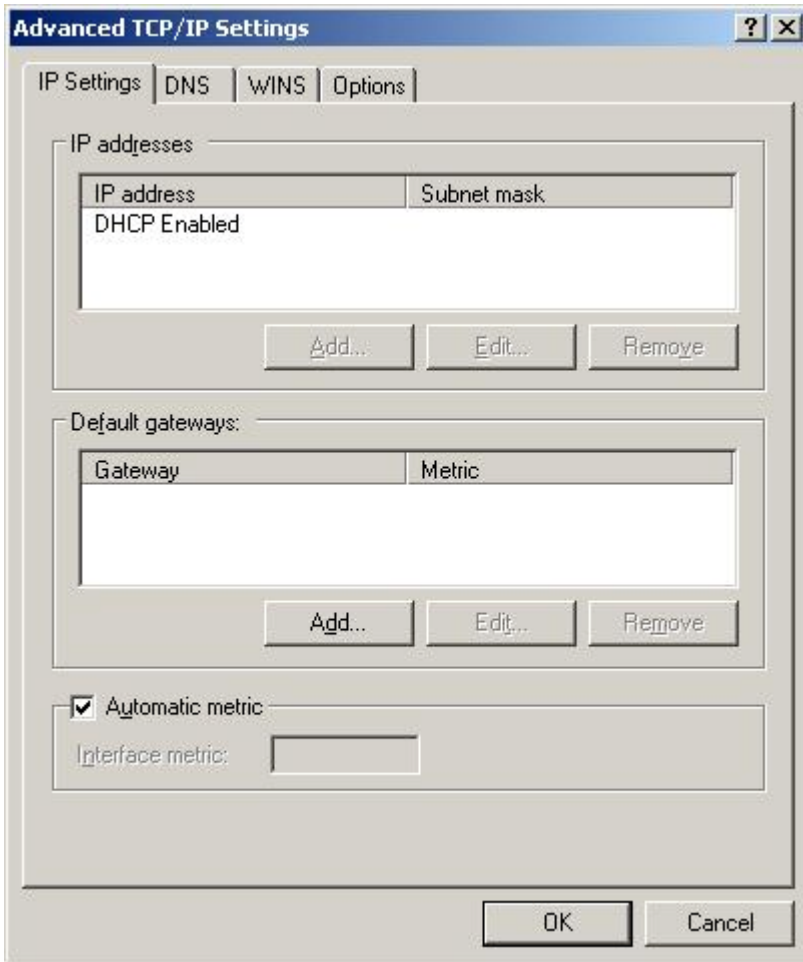 Advanced TCP/IP Settings
IP Settings DNS WINS Options
IP addresses
IP address Subnet mask
DHCP Enabled
Add... Edit... Remove
Default gateways:
Gateway Metric
Add... Edit... Remove
Automatic metric
Interface metric:
OK Cancel